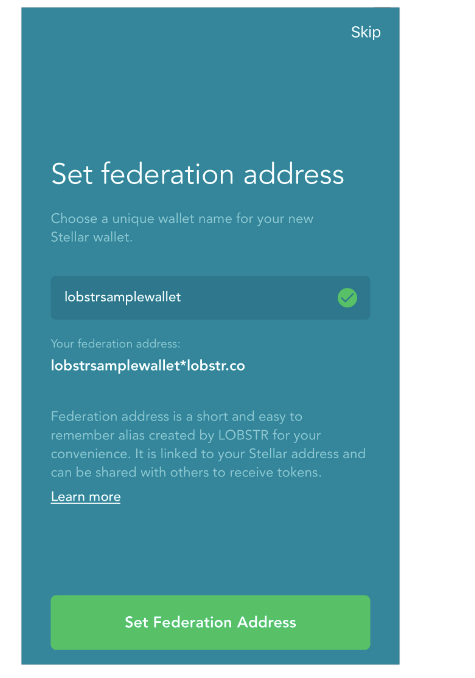 Skip
Set federation address
Choose a unique wallet name for your new
Stellar wallet.
lobstrsamplewallet
Your federation address:
lobstrsamplewallet*lobstr.co
Federation address is a short and easy to
remember alias created by LOBSTR for your
convenience. It is linked to your Stellar address and
can be shared with others to receive tokens.
Learn more
Set Federation Address